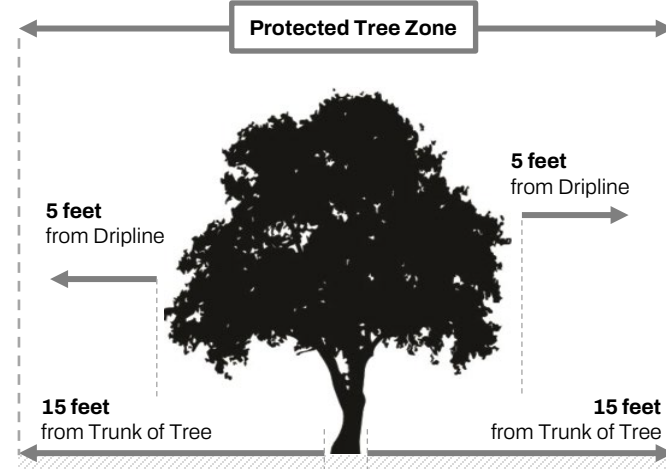 Protected Tree Zone
5 feet
from Dripline
5 feet
from Dripline
15 feet
from Trunk of Tree
15 feet
from Trunk of Tree